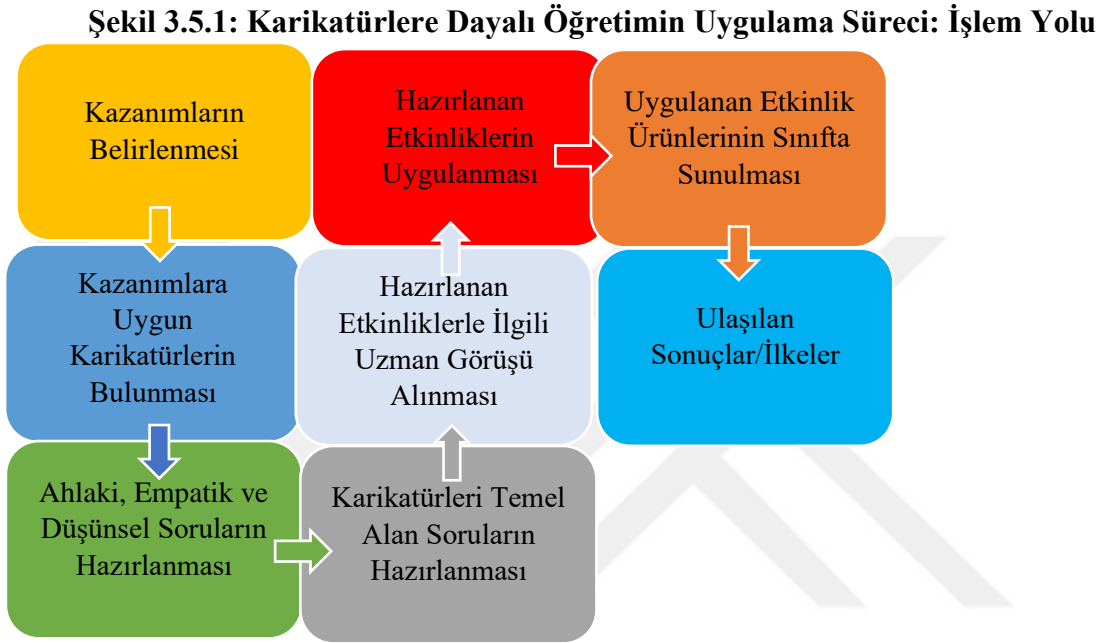 Şekil 3.5.1: Karikatürlere Dayalı Öğretimin Uygulama Süreci: İşlem Yolu
Kazanımların
Belirlenmesi
Kazanımlara
Uygun
Karikatürlerin
Bulunması
Ahlaki, Empatik ve
Düşünsel Soruların
Hazırlanması
Karikatürleri Temel
Alan Soruların
Hazırlanması
Hazırlanan
Etkinliklerle İlgili
Uzman Görüşü
Alınması
Hazırlanan
Etkinliklerin
Uygulanması
Uygulanan Etkinlik
Ürünlerinin Sınıfta
Sunulması
Ulaşılan
Sonuçlar/İlkeler